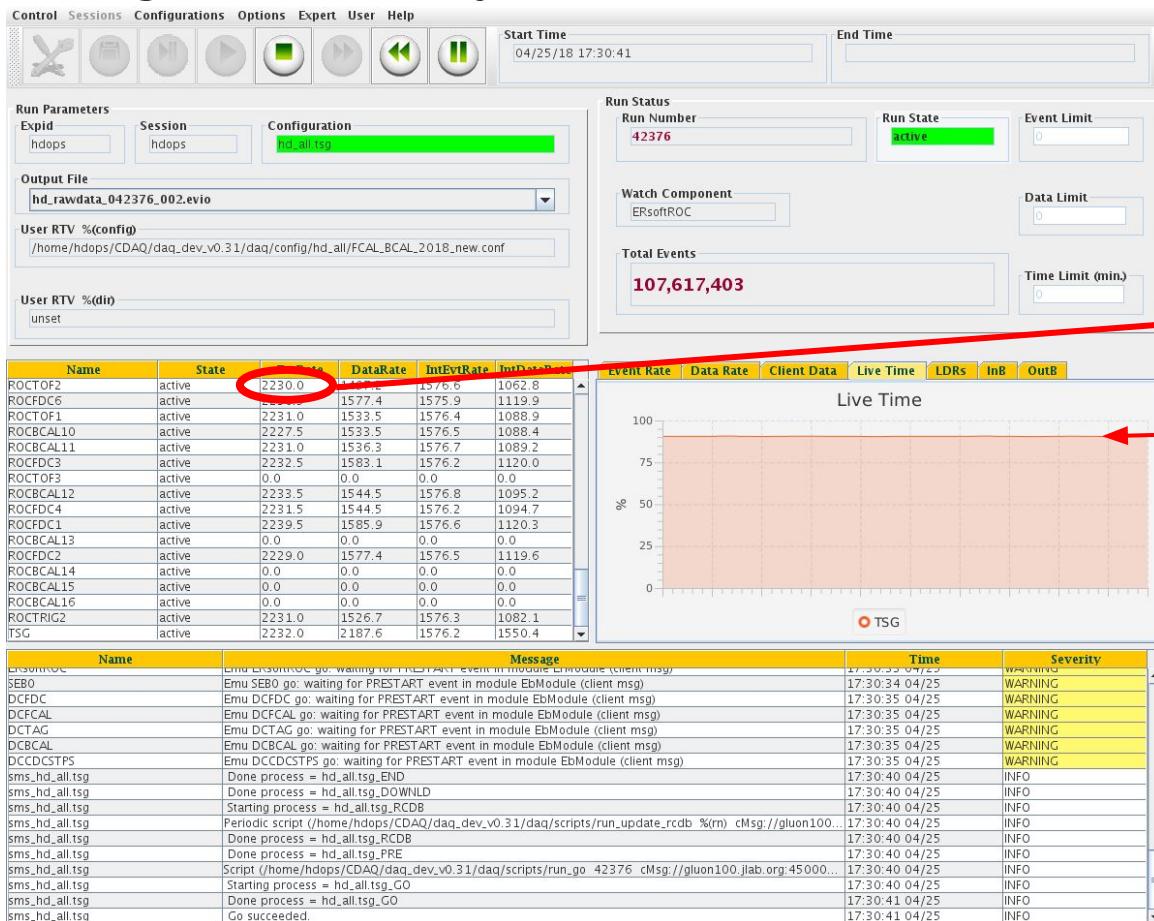 Control Sessions Configurations Options Expert User Help
Start Time
04/25/18 17:30:41
End Time
Run Parameters
Expid
hdops
Session
hdops
Configuration
hd_all.tsg
Output File
hd_rawdata_042376_002.evio
User RTV %(config)
/home/hdops/CDAQ/daq_dev_v0.31/daq/config/hd_all/FCAL_BCAL_2018_new.conf
User RTV %(dir)
unset
Run Status
Run Number
42376
Run State
active
Event Limit
0
Watch Component
ERsoftROC
Data Limit
0
Total Events
107,617,403
Time Limit (min.)
0
Name State DataRate IntEvtRate IntDataRate
ROCTOF2 active 2230.0 1576.6 1062.8
ROCFDC6 active 1577.4 1575.9 1119.9
ROCTOF1 active 2231.0 1533.5 1576.4 1088.9
ROCBCAL10 active 2227.5 1533.5 1576.5 1088.4
ROCBCAL11 active 2231.0 1536.3 1576.7 1089.2
ROCFDC3 active 2232.5 1583.1 1576.2 1120.0
ROCTOF3 active 0.0 0.0 0.0 0.0
ROCBCAL12 active 2233.5 1544.5 1576.8 1095.2
ROCFDC4 active 2231.5 1544.5 1576.2 1094.7
ROCFDC1 active 2239.5 1585.9 1576.6 1120.3
ROCBCAL13 active 0.0 0.0 0.0 0.0
ROCFDC2 active 2229.0 1577.4 1576.5 1119.6
ROCBCAL14 active 0.0 0.0 0.0 0.0
ROCBCAL15 active 0.0 0.0 0.0 0.0
ROCBCAL16 active 0.0 0.0 0.0 0.0
ROCTRIG2 active 2231.0 1526.7 1576.3 1082.1
TSG active 2232.0 2187.6 1576.2 1550.4
Event Rate Data Rate Client Data Live Time LDRs InB OutB
Live Time
100
75
50
25
0
%
TSG
Name Message Time Severity
ERsoftROC Emu ERsoftROC go: waiting for PRESTART event in module ErModule (client msg) 17:30:33 04/25 WARNING
SEB0 Emu SEB0 go: waiting for PRESTART event in module EbModule (client msg) 17:30:34 04/25 WARNING
DCFDC Emu DCFDC go: waiting for PRESTART event in module EbModule (client msg) 17:30:35 04/25 WARNING
DCFCAL Emu DCFCAL go: waiting for PRESTART event in module EbModule (client msg) 17:30:35 04/25 WARNING
DCTAG Emu DCTAG go: waiting for PRESTART event in module EbModule (client msg) 17:30:35 04/25 WARNING
DCBCAL Emu DCBCAL go: waiting for PRESTART event in module EbModule (client msg) 17:30:35 04/25 WARNING
DCCDCSTPS Emu DCCDCSTPS go: waiting for PRESTART event in module EbModule (client msg) 17:30:35 04/25 WARNING
sms_hd_all.tsg Done process = hd_all.tsg_END 17:30:40 04/25 INFO
sms_hd_all.tsg Done process = hd_all.tsg_DOWNLD 17:30:40 04/25 INFO
sms_hd_all.tsg Starting process = hd_all.tsg_RCDB 17:30:40 04/25 INFO
sms_hd_all.tsg Periodic script (/home/hdops/CDAQ/daq_dev_v0.31/daq/scripts/run_update_rcdb %(rn) cMsg://gluon100... 17:30:40 04/25 INFO
sms_hd_all.tsg Done process = hd_all.tsg_RCDB 17:30:40 04/25 INFO
sms_hd_all.tsg Done process = hd_all.tsg_PRE 17:30:40 04/25 INFO
sms_hd_all.tsg Script (/home/hdops/CDAQ/daq_dev_v0.31/daq/scripts/run_go 42376 cMsg://gluon100.jlab.org:45000... 17:30:40 04/25 INFO
sms_hd_all.tsg Starting process = hd_all.tsg_GO 17:30:40 04/25 INFO
sms_hd_all.tsg Done process = hd_all.tsg_GO 17:30:41 04/25 INFO
sms_hd_all.tsg Go succeeded. 17:30:41 04/25 INFO